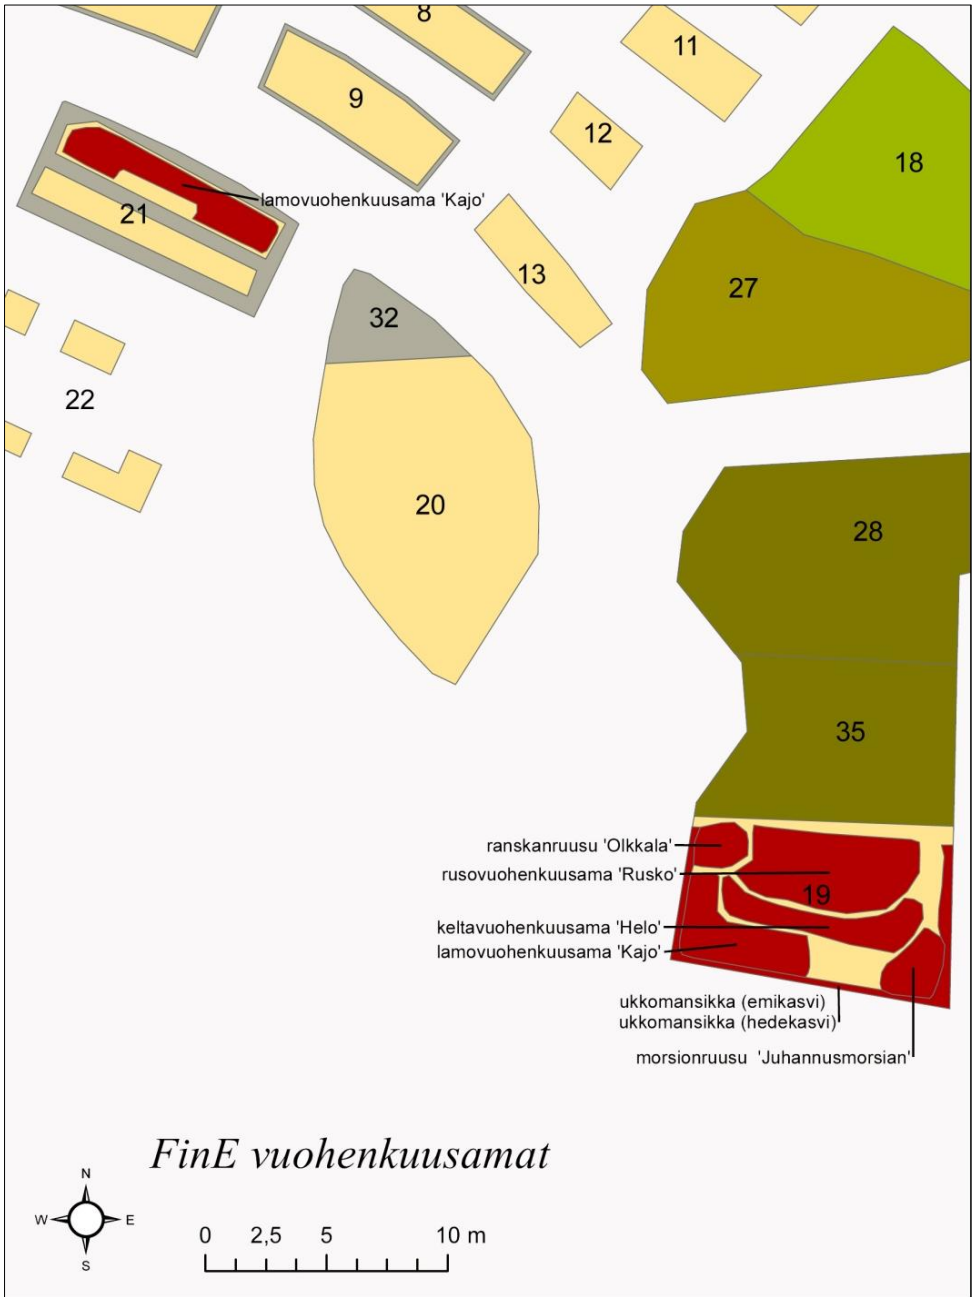 8
11
9
12
18
lamovuohenkuusama 'Kajo'
21
13
27
32
22
20
28
35
ranskanruusu 'Olkkala'
rusovuohenkuusama 'Rusko'
19
keltavuohenkuusama 'Helo'
lamovuohenkuusama 'Kajo'
ukkomansikka (emikasvi)
ukkomansikka (hedekasvi)
morsionruusu 'Juhannusmorsian'
FinE vuohenkuusamat
N
W E
S
0 2,5 5 10 m